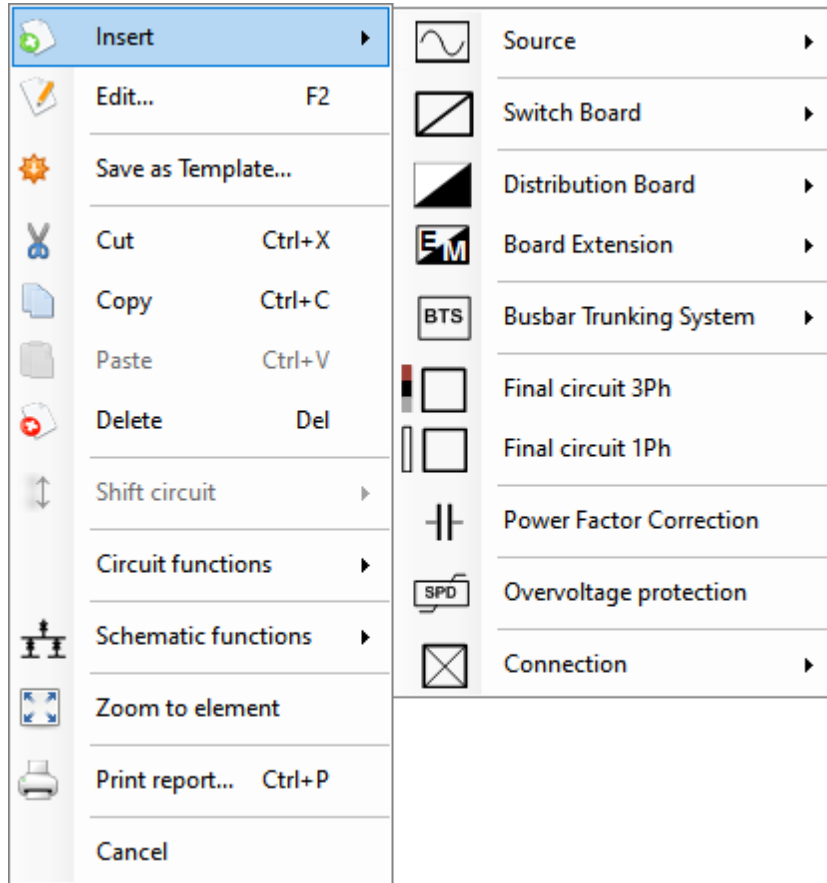 Insert
Edit... F2
Save as Template...
Cut Ctrl+X
Copy Ctrl+C
Paste Ctrl+V
Delete Del
Shift circuit
Circuit functions
Schematic functions
Zoom to element
Print report... Ctrl+P
Cancel
Source
Switch Board
Distribution Board
EM Board Extension
BTS Busbar Trunking System
Final circuit 3Ph
Final circuit 1Ph
Power Factor Correction
SPD Overvoltage protection
Connection